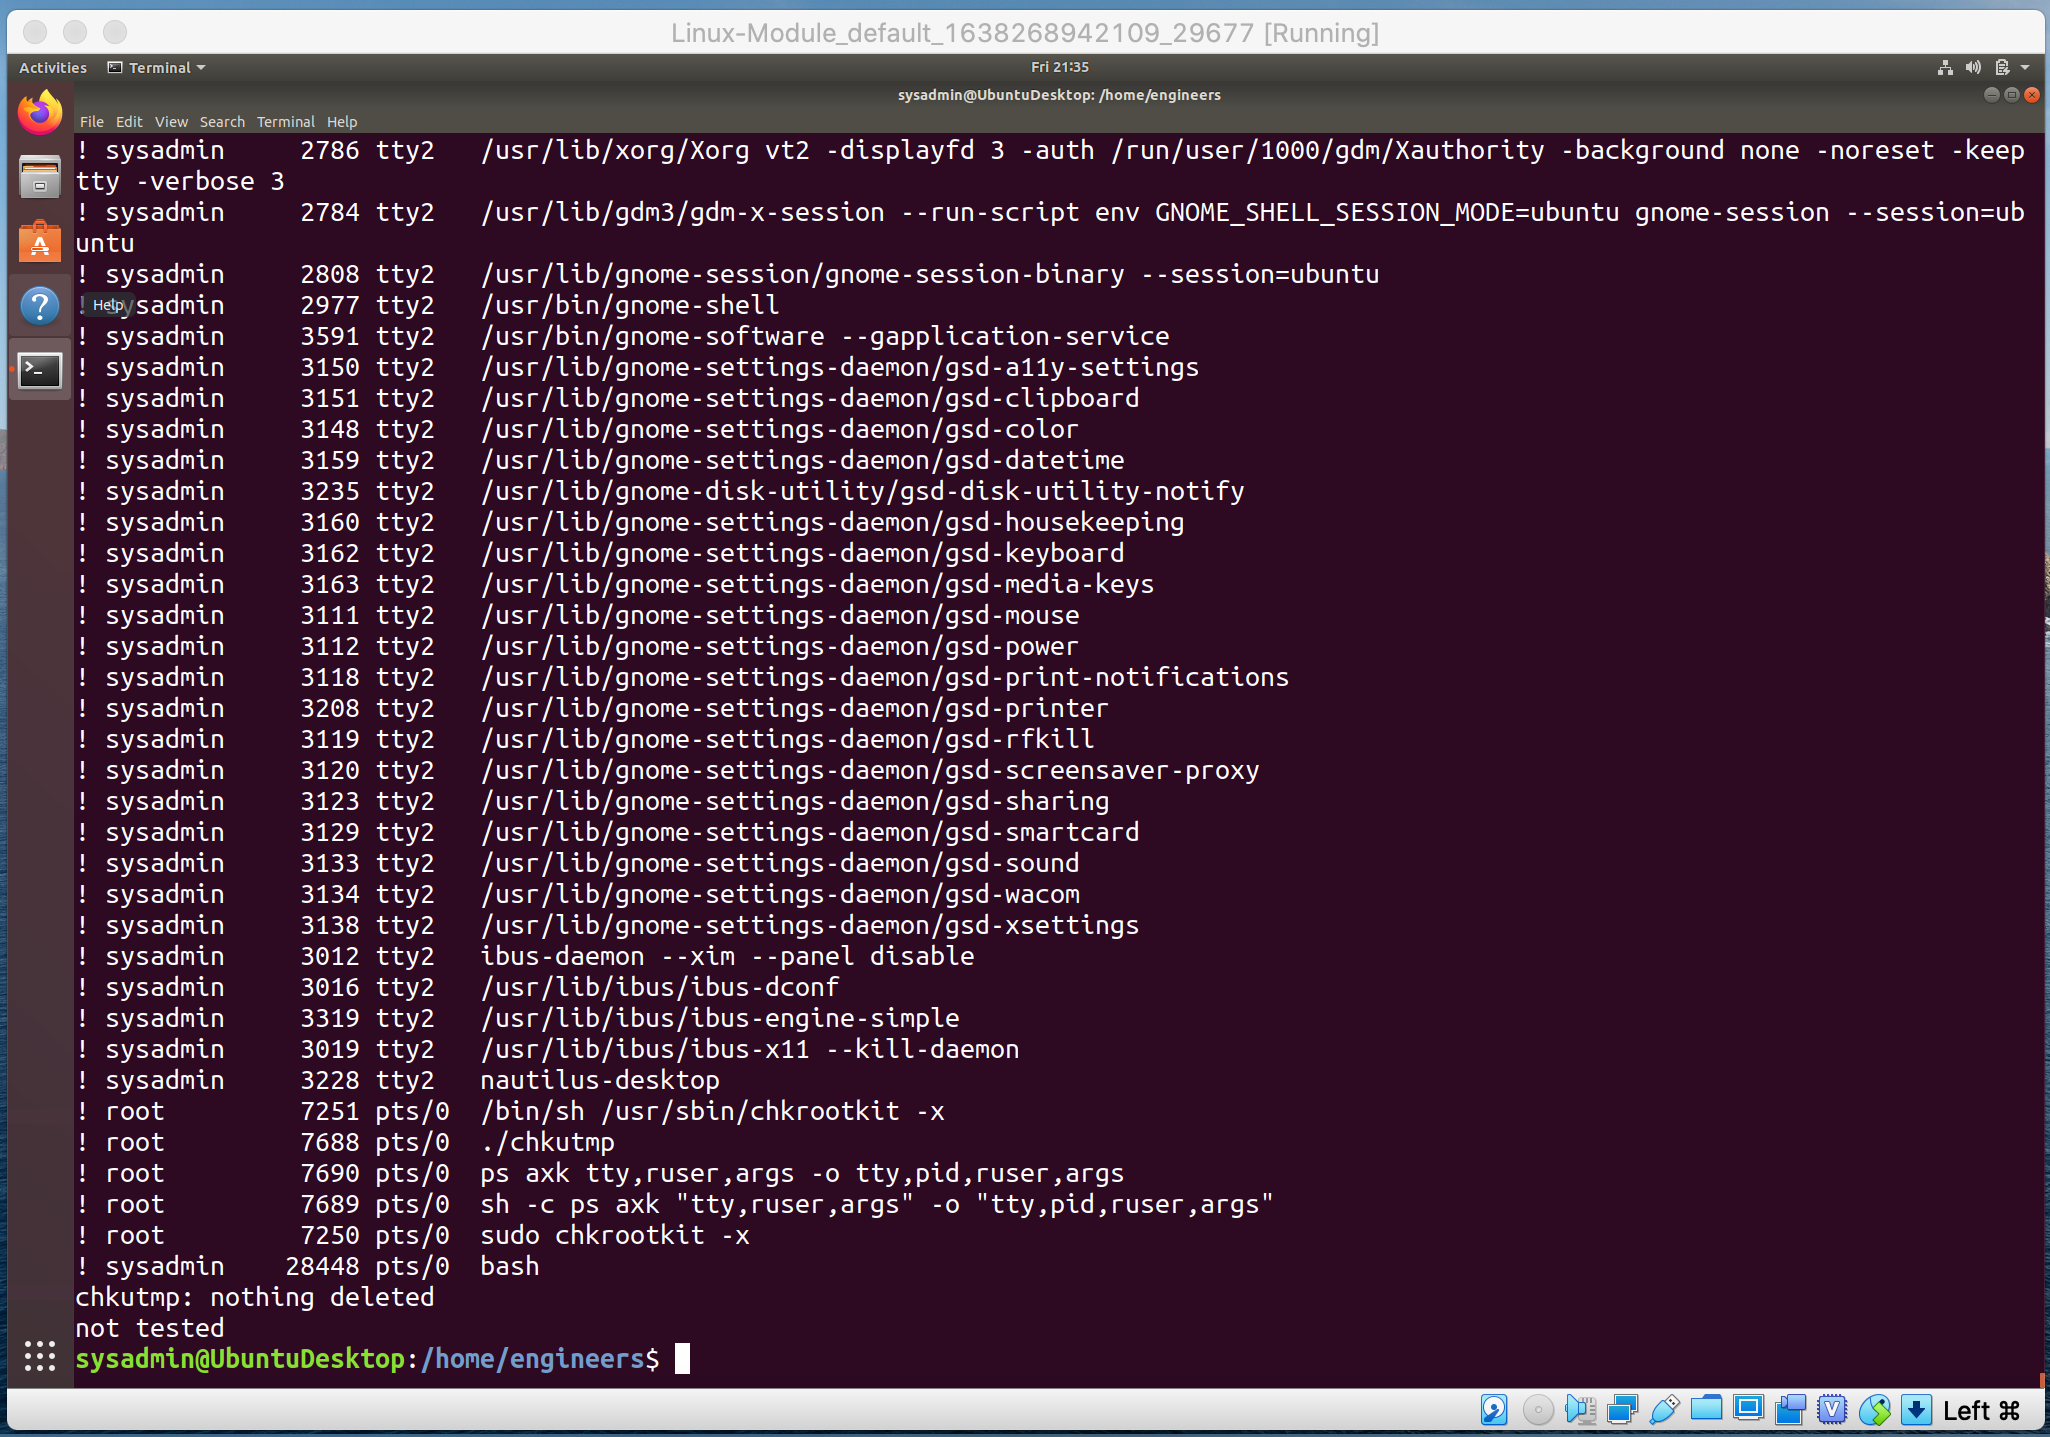 Linux-Module_default_1638268942109_29677 [Running]
Activities Terminal Fri 21:35
sysadmin@UbuntuDesktop: /home/engineers
File Edit View Search Terminal Help
! sysadmin 2786 tty2 /usr/lib/xorg/Xorg vt2 -displayfd 3 -auth /run/user/1000/gdm/Xauthority -background none -noreset -keep
tty -verbose 3
! sysadmin 2784 tty2 /usr/lib/gdm3/gdm-x-session --run-script env GNOME_SHELL_SESSION_MODE=ubuntu gnome-session --session=ub
untu
! sysadmin 2808 tty2 /usr/lib/gnome-session/gnome-session-binary --session=ubuntu
Help
! sysadmin 2977 tty2 /usr/bin/gnome-shell
! sysadmin 3591 tty2 /usr/bin/gnome-software --gapplication-service
! sysadmin 3150 tty2 /usr/lib/gnome-settings-daemon/gsd-a11y-settings
! sysadmin 3151 tty2 /usr/lib/gnome-settings-daemon/gsd-clipboard
! sysadmin 3148 tty2 /usr/lib/gnome-settings-daemon/gsd-color
! sysadmin 3159 tty2 /usr/lib/gnome-settings-daemon/gsd-datetime
! sysadmin 3235 tty2 /usr/lib/gnome-disk-utility/gsd-disk-utility-notify
! sysadmin 3160 tty2 /usr/lib/gnome-settings-daemon/gsd-housekeeping
! sysadmin 3162 tty2 /usr/lib/gnome-settings-daemon/gsd-keyboard
! sysadmin 3163 tty2 /usr/lib/gnome-settings-daemon/gsd-media-keys
! sysadmin 3111 tty2 /usr/lib/gnome-settings-daemon/gsd-mouse
! sysadmin 3112 tty2 /usr/lib/gnome-settings-daemon/gsd-power
! sysadmin 3118 tty2 /usr/lib/gnome-settings-daemon/gsd-print-notifications
! sysadmin 3208 tty2 /usr/lib/gnome-settings-daemon/gsd-printer
! sysadmin 3119 tty2 /usr/lib/gnome-settings-daemon/gsd-rfkill
! sysadmin 3120 tty2 /usr/lib/gnome-settings-daemon/gsd-screensaver-proxy
! sysadmin 3123 tty2 /usr/lib/gnome-settings-daemon/gsd-sharing
! sysadmin 3129 tty2 /usr/lib/gnome-settings-daemon/gsd-smartcard
! sysadmin 3133 tty2 /usr/lib/gnome-settings-daemon/gsd-sound
! sysadmin 3134 tty2 /usr/lib/gnome-settings-daemon/gsd-wacom
! sysadmin 3138 tty2 /usr/lib/gnome-settings-daemon/gsd-xsettings
! sysadmin 3012 tty2 ibus-daemon --xim --panel disable
! sysadmin 3016 tty2 /usr/lib/ibus/ibus-dconf
! sysadmin 3319 tty2 /usr/lib/ibus/ibus-engine-simple
! sysadmin 3019 tty2 /usr/lib/ibus/ibus-x11 --kill-daemon
! sysadmin 3228 tty2 nautilus-desktop
! root 7251 pts/0 /bin/sh /usr/sbin/chkrootkit -x
! root 7688 pts/0 ./chkutmp
! root 7690 pts/0 ps axk tty,ruser,args -o tty,pid,ruser,args
! root 7689 pts/0 sh -c ps axk "tty,ruser,args" -o "tty,pid,ruser,args"
! root 7250 pts/0 sudo chkrootkit -x
! sysadmin 28448 pts/0 bash
chkutmp: nothing deleted
not tested
sysadmin@UbuntuDesktop:/home/engineers$
Left ⌘